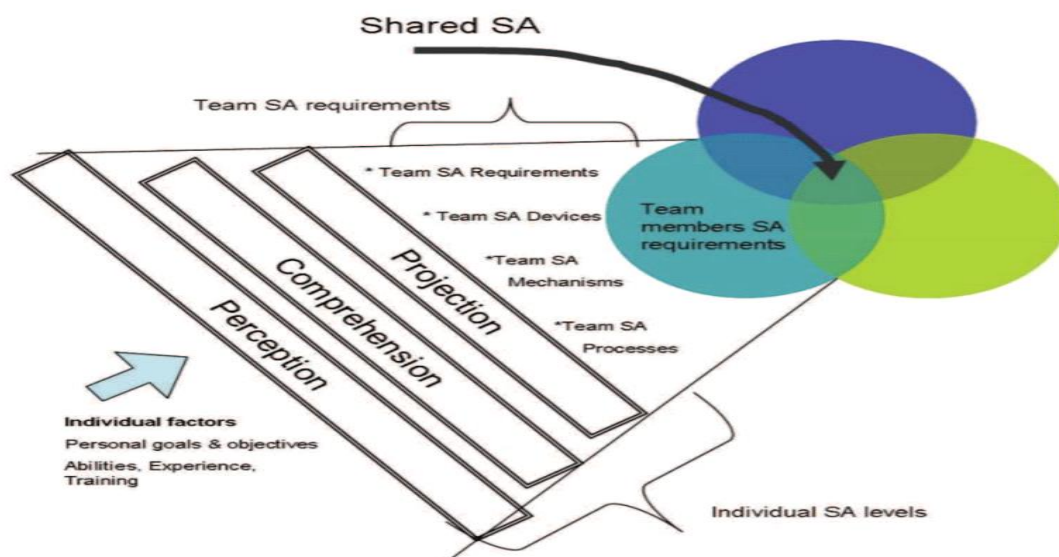 Shared SA
Team SA requirements
* Team SA Requirements
* Team SA Devices
*Team SA
Mechanisms
*Team SA
Processes
Team
members SA
requirements
Projection
Comprehension
Perception
Individual factors
Personal goals & objectives
Abilities, Experience,
Training
Individual SA levels